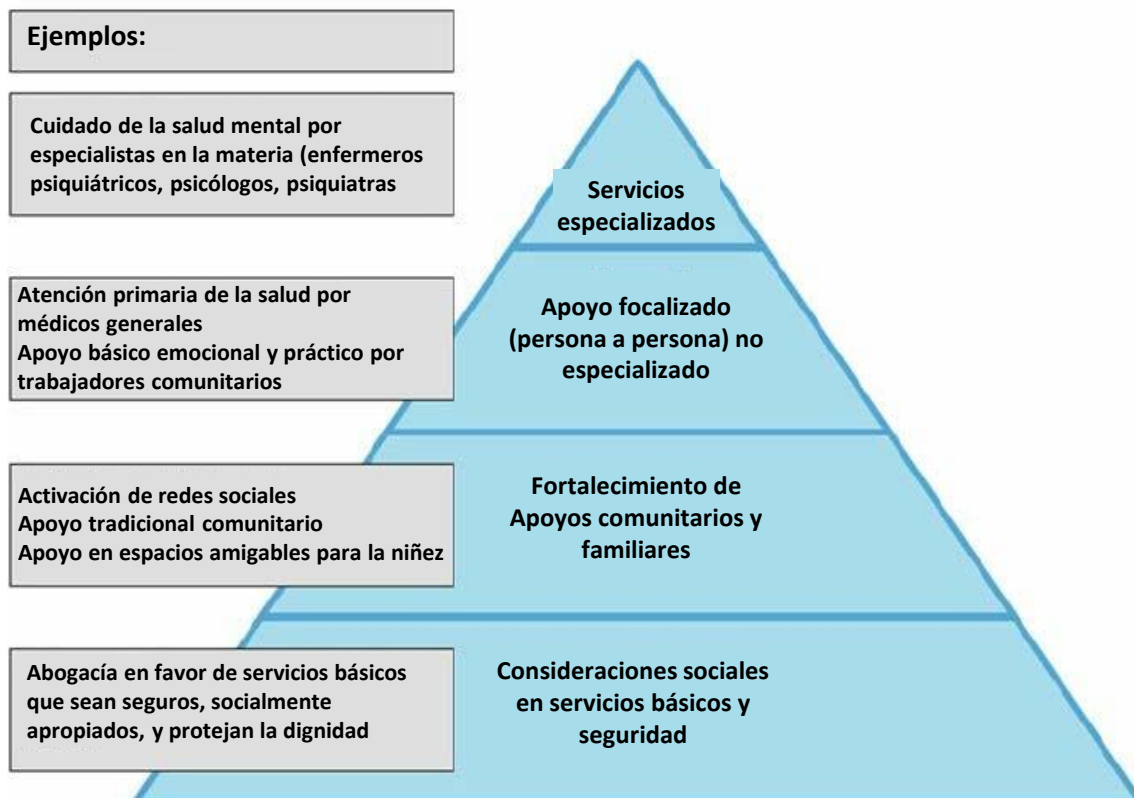 Ejemplos:
Cuidado de la salud mental por
especialistas en la materia (enfermeros
psiquiátricos, psicólogos, psiquiatras
Servicios
especializados
Atención primaria de la salud por
médicos generales
Apoyo básico emocional y práctico por
trabajadores comunitarios
Apoyo focalizado
(persona a persona) no
especializado
Activación de redes sociales
Apoyo tradicional comunitario
Apoyo en espacios amigables para la niñez
Fortalecimiento de
Apoyos comunitarios y
familiares
Abogacía en favor de servicios básicos
que sean seguros, socialmente
apropiados, y protejan la dignidad
Consideraciones sociales
en servicios básicos y
seguridad